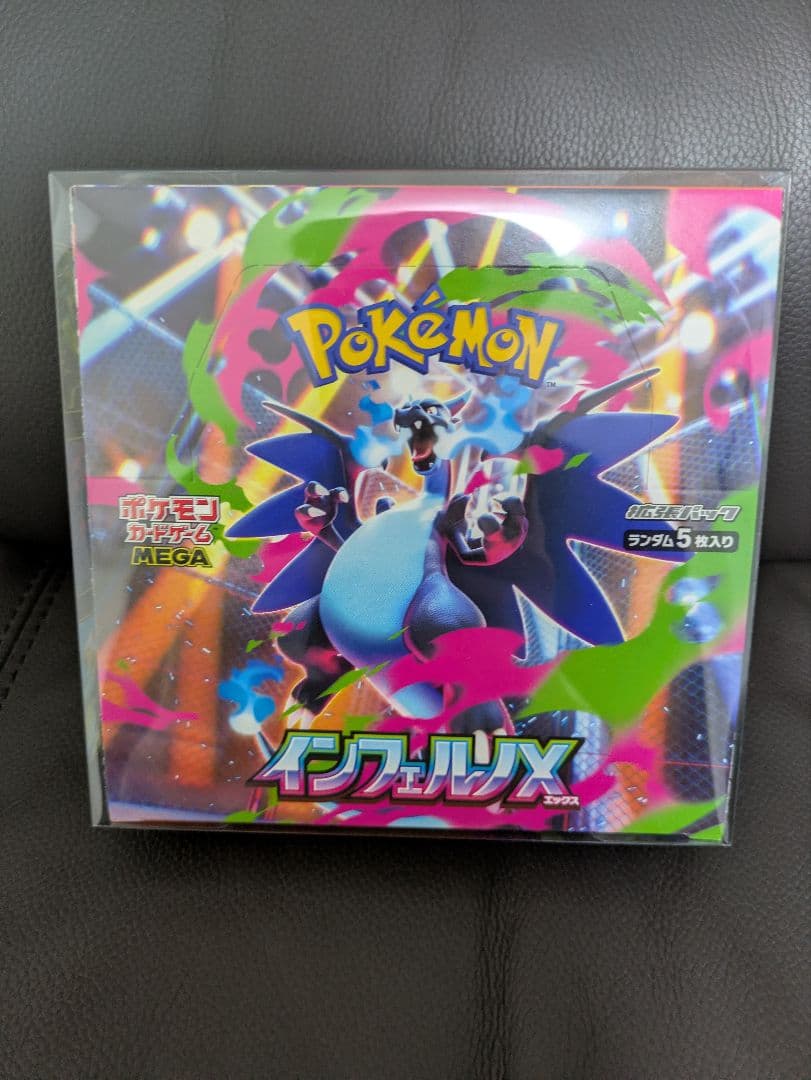 POKéMON
TM
ポケモン
カードゲーム
MEGA
拡張パック
ランダム5枚入り
インフェルノX
エックス